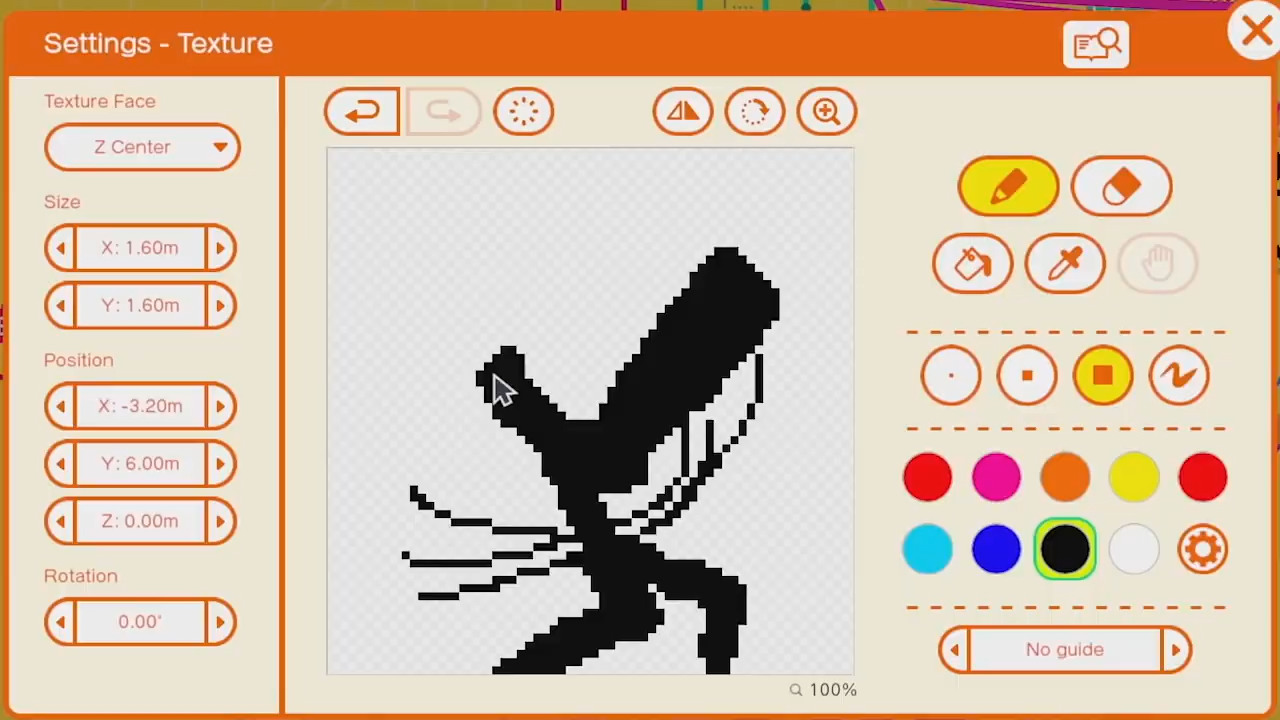 Settings - Texture
Texture Face
Z Center
Size
X: 1.60m
Y: 1.60m
Position
X: -3.20m
Y: 6.00m
Z: 0.00m
Rotation
0.00°
100%
No guide